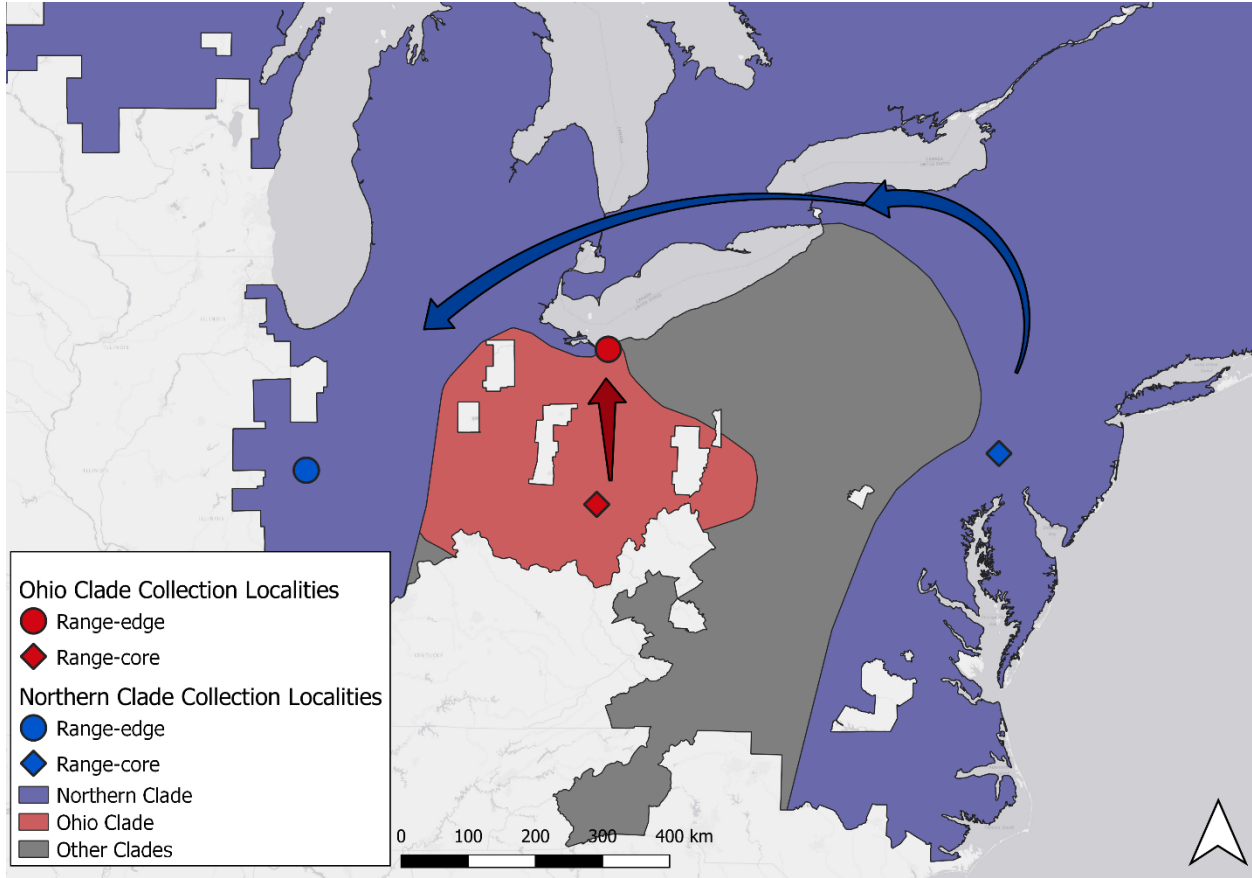 Ohio Clade Collection Localities
Range-edge
Range-core
Northern Clade Collection Localities
Range-edge
Range-core
Northern Clade
Ohio Clade
Other Clades
0 100 200 300 400 km